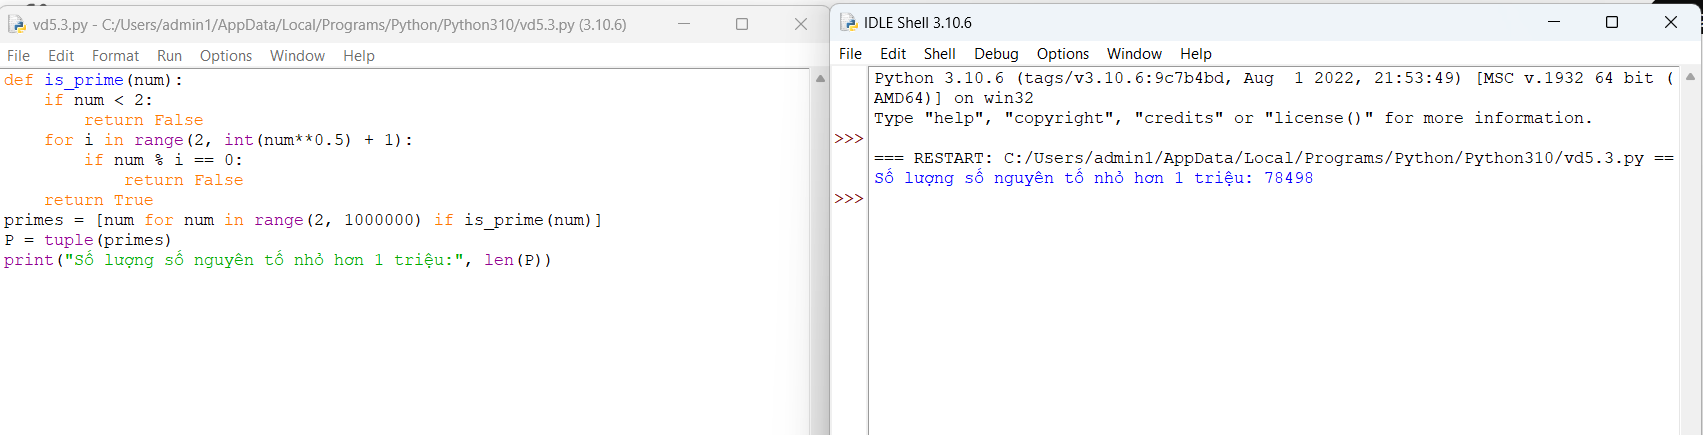 vd5.3.py - C:/Users/admin1/AppData/Local/Programs/Python/Python310/vd5.3.py (3.10.6)
File Edit Format Run Options Window Help
def is_prime(num):
    if num < 2:
        return False
    for i in range(2, int(num**0.5) + 1):
        if num % i == 0:
            return False
    return True
primes = [num for num in range(2, 1000000) if is_prime(num)]
P = tuple(primes)
print("Số lượng số nguyên tố nhỏ hơn 1 triệu:", len(P))
IDLE Shell 3.10.6
File Edit Shell Debug Options Window Help
Python 3.10.6 (tags/v3.10.6:9c7b4bd, Aug  1 2022, 21:53:49) [MSC v.1932 64 bit (
AMD64)] on win32
Type "help", "copyright", "credits" or "license()" for more information.
>>>
=== RESTART: C:/Users/admin1/AppData/Local/Programs/Python/Python310/vd5.3.py ==
Số lượng số nguyên tố nhỏ hơn 1 triệu: 78498
>>>